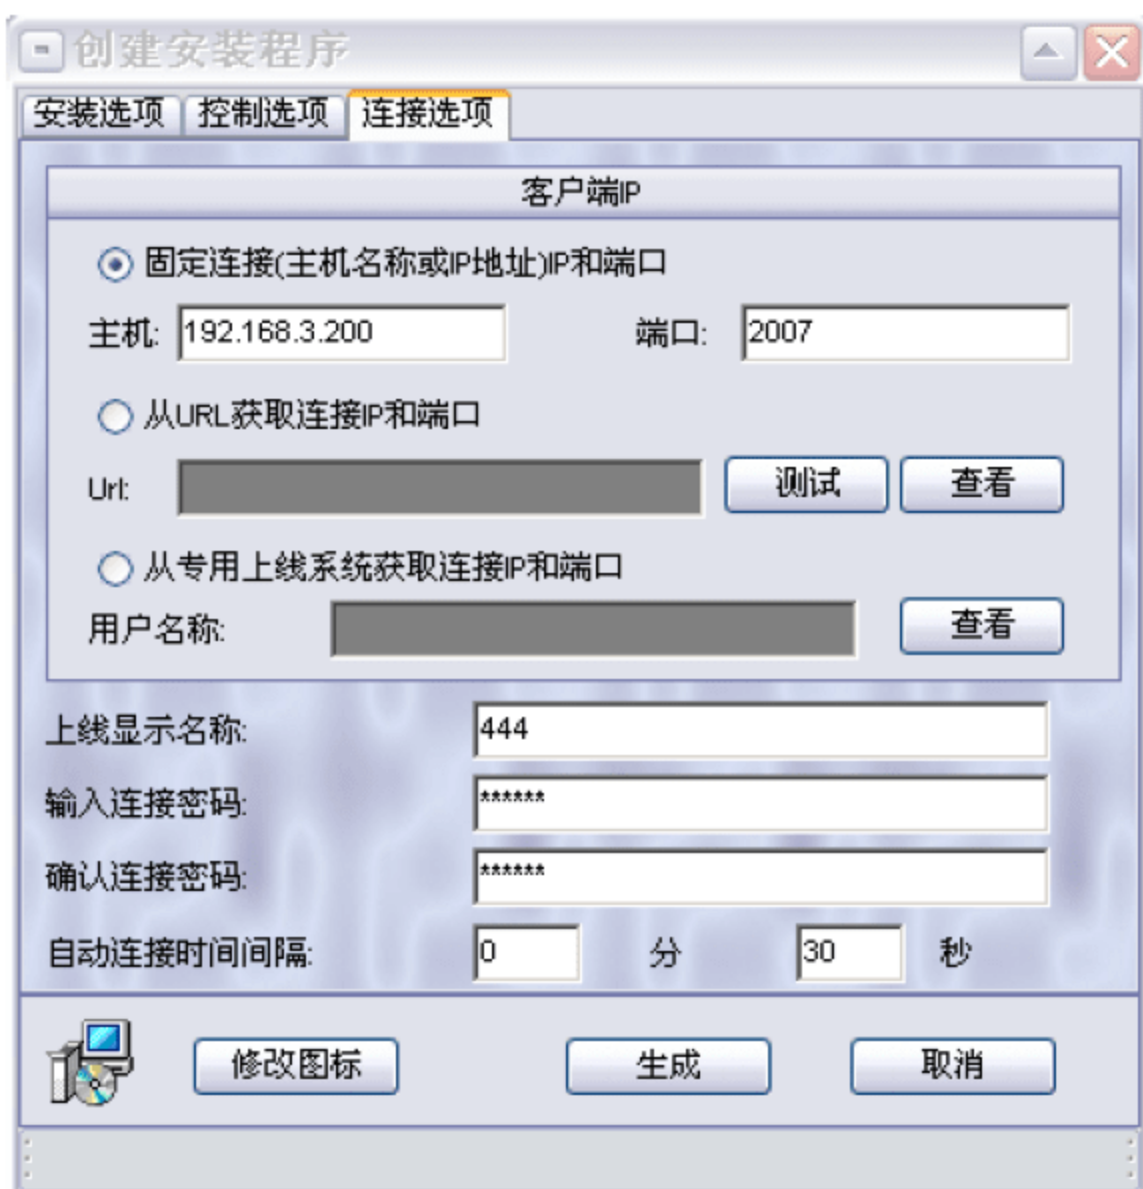 创建安装程序
安装选项 控制选项 连接选项
客户端IP
固定连接(主机名称或IP地址)IP和端口
主机: 192.168.3.200 端口: 2007
从URL获取连接IP和端口
Url: 测试 查看
从专用上线系统获取连接IP和端口
用户名称: 查看
上线显示名称: 444
输入连接密码: ******
确认连接密码: ******
自动连接时间间隔: 0 分 30 秒
修改图标 生成 取消